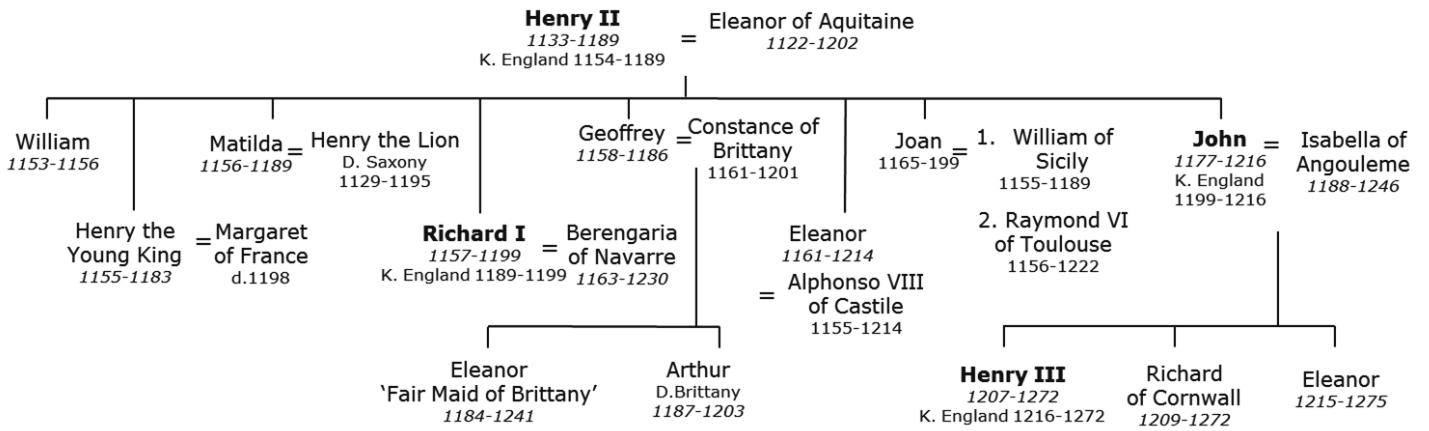 Henry II
1133-1189
K. England 1154-1189
=
Eleanor of Aquitaine
1122-1202
William
1153-1156
Henry the
Young King
1155-1183
=
Margaret
of France
d.1198
Matilda
1156-1189
=
Henry the Lion
D. Saxony
1129-1195
Richard I
1157-1199
K. England 1189-1199
=
Berengaria
of Navarre
1163-1230
Geoffrey
1158-1186
=
Constance of
Brittany
1161-1201
Eleanor
1161-1214
=
Alphonso VIII
of Castile
1155-1214
Joan
1165-199
=
1. William of
Sicily
1155-1189
2. Raymond VI
of Toulouse
1156-1222
John
1177-1216
K. England
1199-1216
=
Isabella of
Angouleme
1188-1246
Eleanor
‘Fair Maid of Brittany’
1184-1241
Arthur
D.Brittany
1187-1203
Henry III
1207-1272
K. England 1216-1272
Richard
of Cornwall
1209-1272
Eleanor
1215-1275